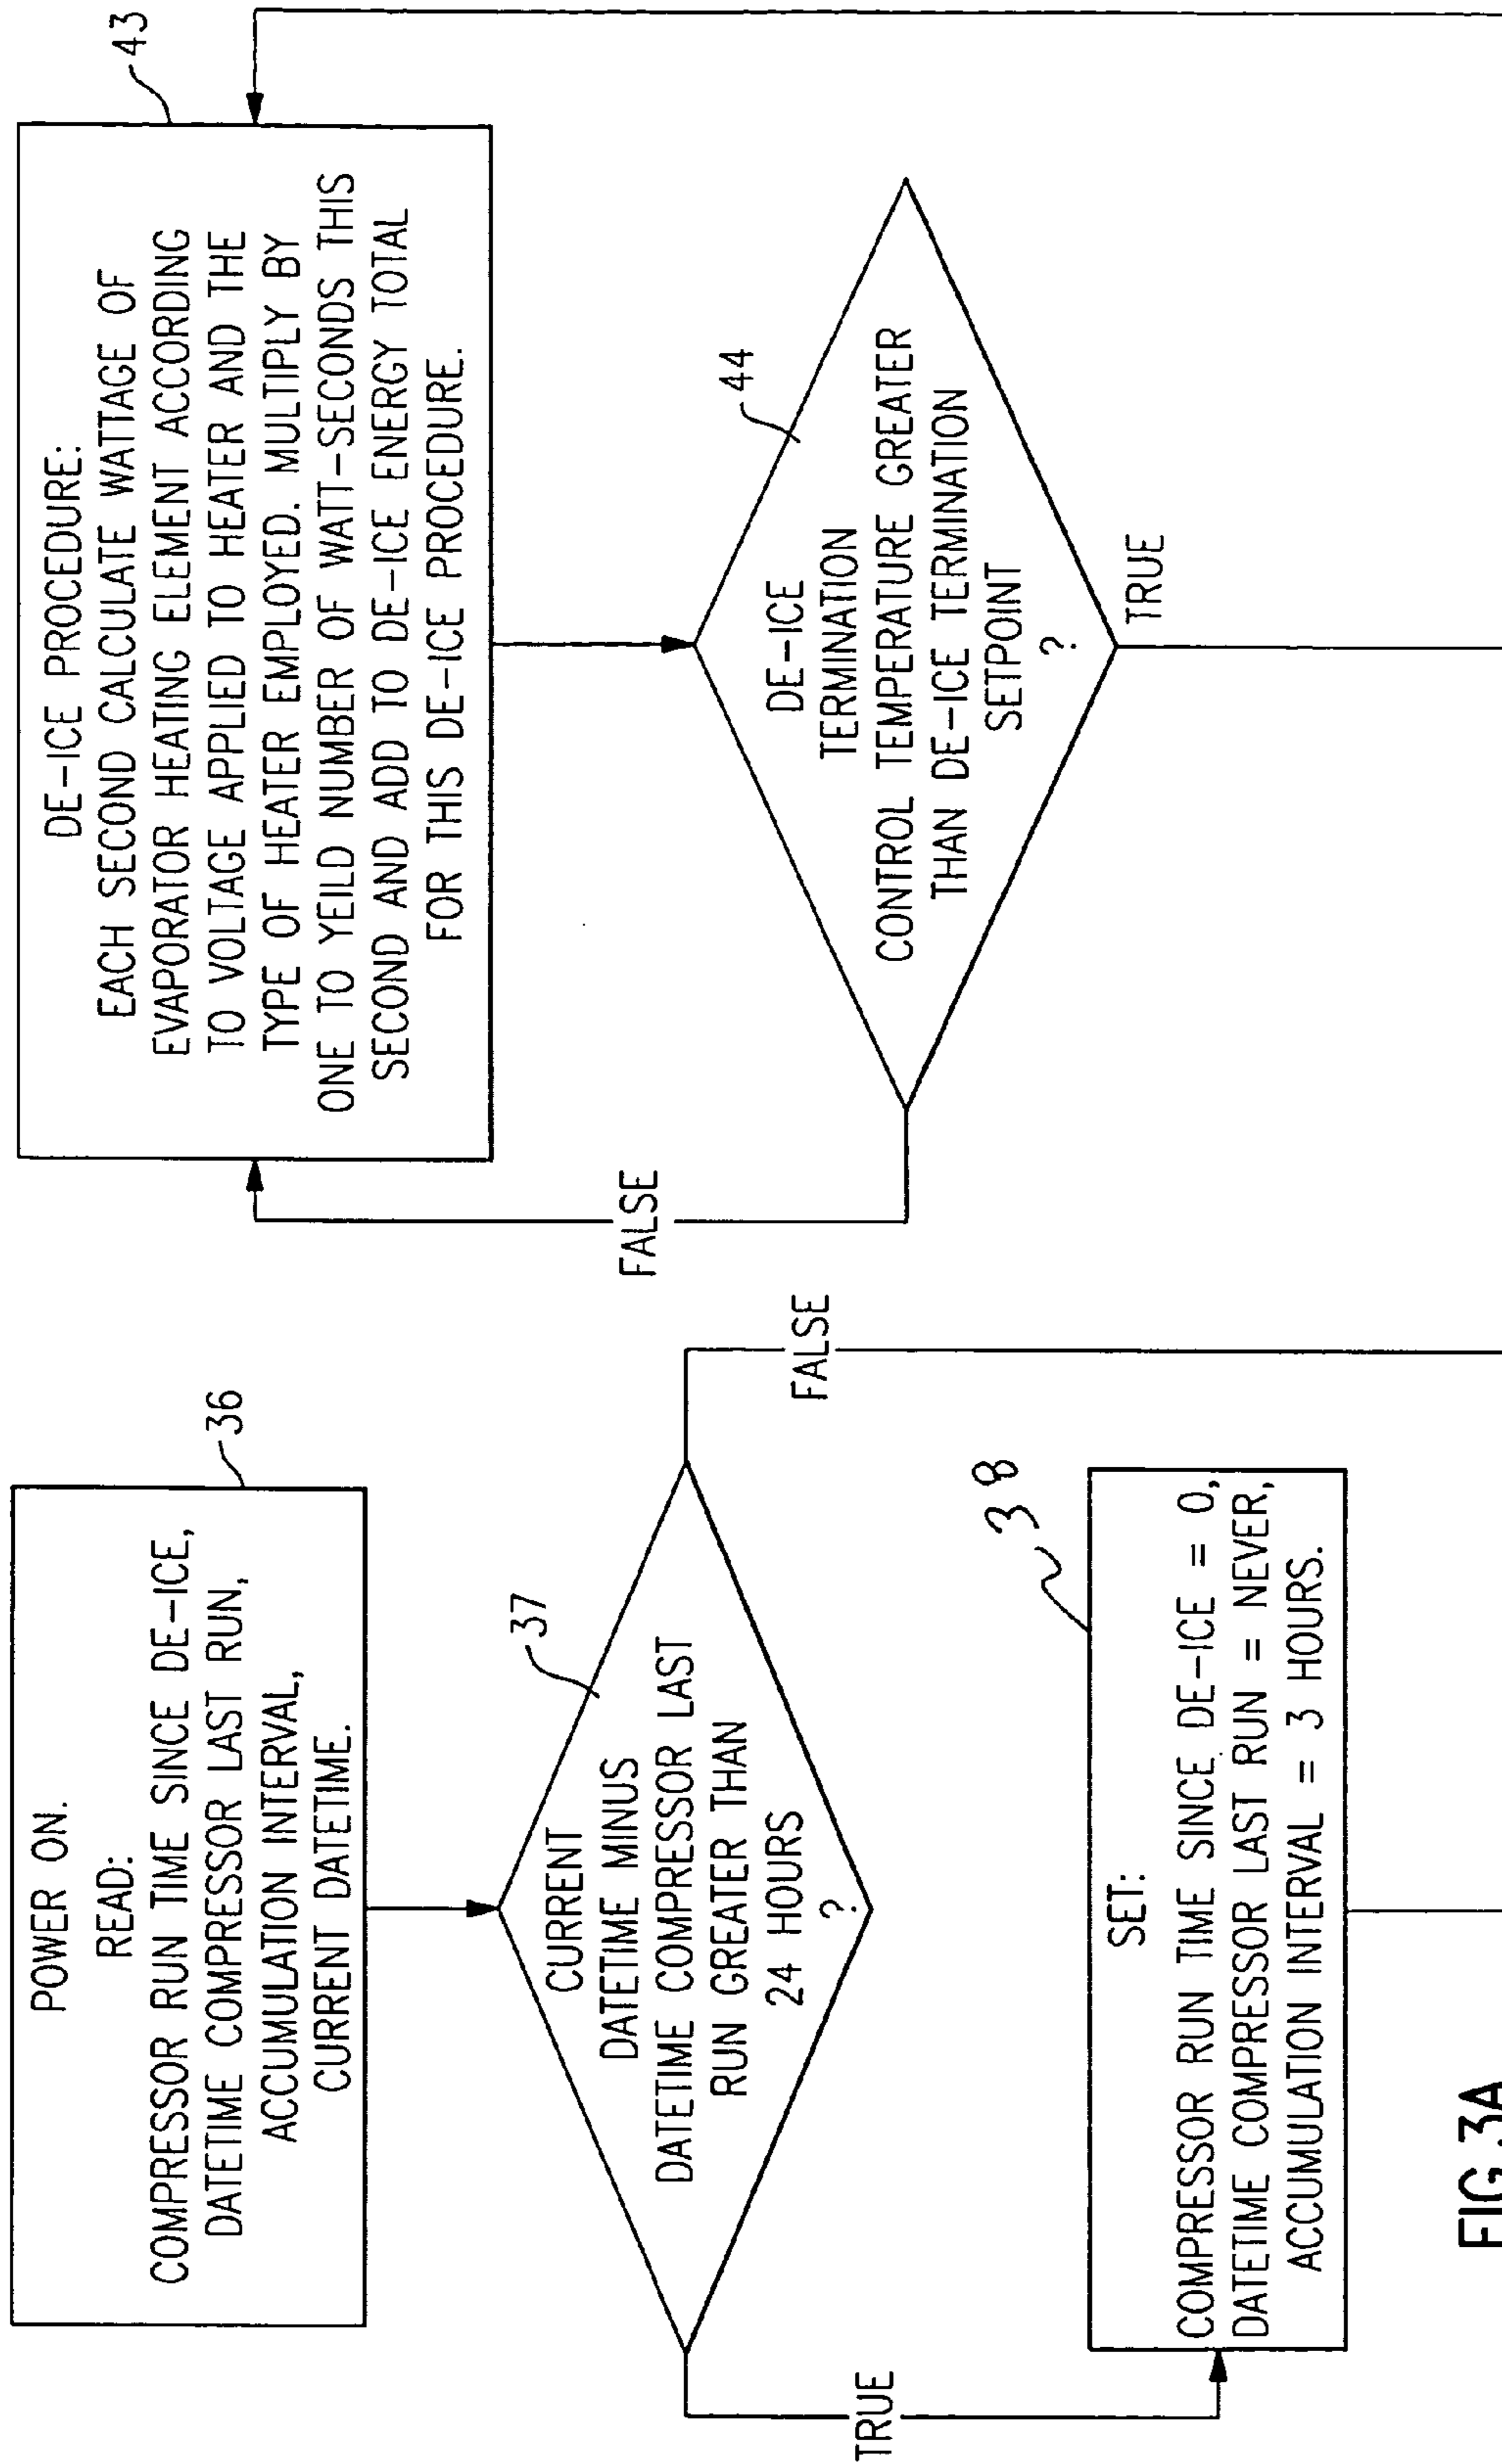 POWER ON.
READ:
COMPRESSOR RUN TIME SINCE DE-ICE,
DATETIME COMPRESSOR LAST RUN,
ACCUMULATION INTERVAL,
CURRENT DATETIME.
36
CURRENT
DATETIME MINUS
DATETIME COMPRESSOR LAST
RUN GREATER THAN
24 HOURS
?
37
TRUE
FALSE
SET:
COMPRESSOR RUN TIME SINCE DE-ICE = 0,
DATETIME COMPRESSOR LAST RUN = NEVER,
ACCUMULATION INTERVAL = 3 HOURS.
38
DE-ICE PROCEDURE:
EACH SECOND CALCULATE WATTAGE OF
EVAPORATOR HEATING ELEMENT ACCORDING
TO VOLTAGE APPLIED TO HEATER AND THE
TYPE OF HEATER EMPLOYED. MULTIPLY BY
ONE TO YEILD NUMBER OF WATT-SECONDS THIS
SECOND AND ADD TO DE-ICE ENERGY TOTAL
FOR THIS DE-ICE PROCEDURE.
43
FALSE
DE-ICE
TERMINATION
CONTROL TEMPERATURE GREATER
THAN DE-ICE TERMINATION
SETPOINT
?
44
TRUE
FIG.3A